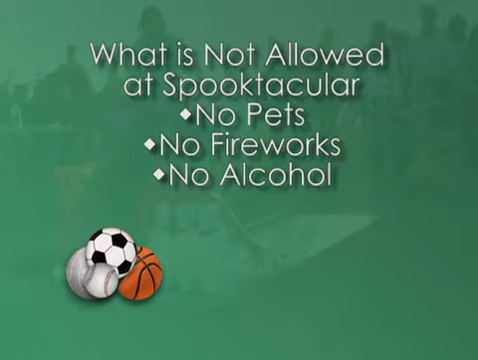 What is Not Allowed
at Spooktacular
◆No Pets
◆No Fireworks
◆No Alcohol